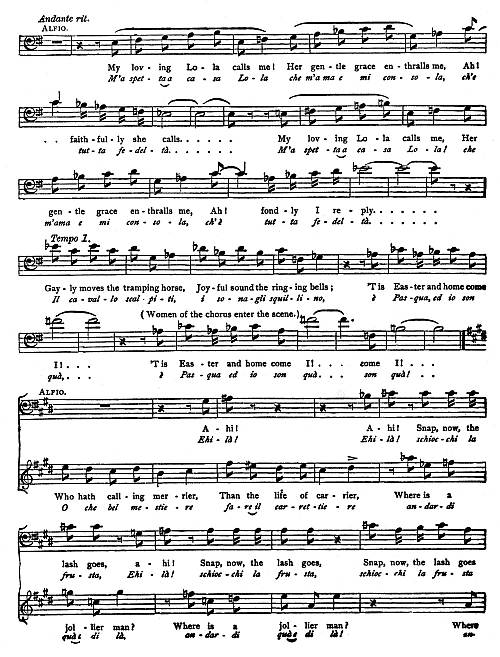 Andante rit.
ALFIO.
My lov - ing Lo - la calls me! Her gen - tle grace en - thralls me, Ah!
M'a spet - ta a ca - sa Lo - la che m'a ma e mi con - so - la, ch'è
. . faith - ful - ly she calls. . . . . . My lov - ing Lo - la calls me, Her
tut - ta fe - del - tà. . . . . . . M'a spet - ta a ca - sa Lo - la! che
gen - tle grace en - thralls me, Ah! fond - ly I re - ply. . . . . .
m'ama e mi con - so - la, ch'è tut - ta fe - del - tà. . . . . . .
Tempo I.
Gay - ly moves the tramping horse, Joy - ful sound the ring - ing bells ; 'T is Eas - ter and home come
Il ca - val - lo scal - pi - ti, i so - na - gli squil - li - no, è Pas - qua, ed io son
(Women of the chorus enter the scene.)
I! . . . 'T is Eas - ter and home come I! . . . come I! . . .
quà, . . . è Pas - qua ed io son quà. . . son quà! . . .
ALFIO.
A - hi! A - hi! Snap, now, the
Ehi - là! Ehi - là! schioc - chi la
Who hath call - ing mer - rier, Than the life of car - rier, Where is a
O che bel me - stie - re fa - re il car - ret - tie - re an - dar - di
lash goes, a - hi! Snap, now, the lash goes, Snap, now, the lash goes,
fru - sta, Ehi - là! schioc - chi la frusta, schioc - chi la fru - sta,
jol - lier man? Where is a jol - lier man? Where
quà e di là, an - dar - di quà e di là, an-